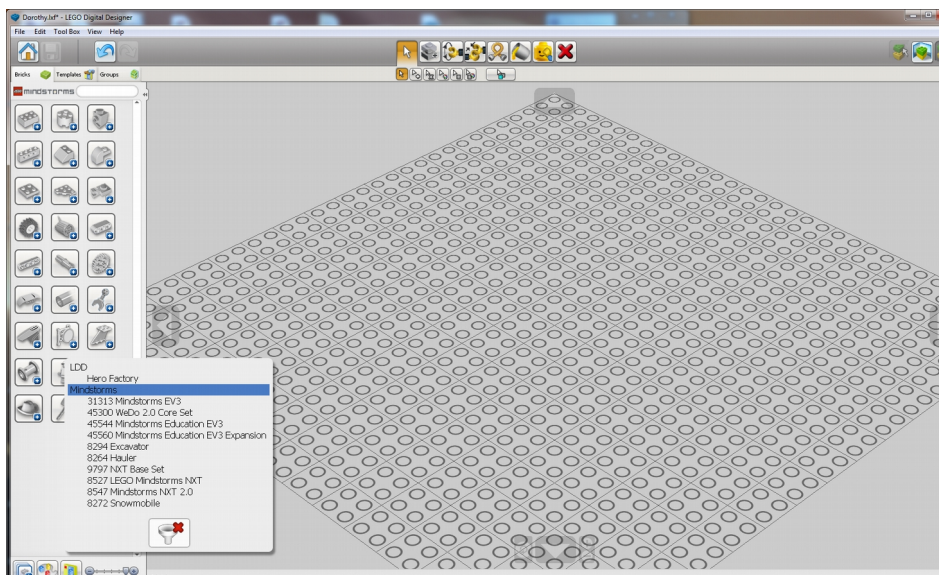 Dorothy.lxf* - LEGO Digital Designer
File Edit Tool Box View Help
Bricks Templates Groups
mindstorms
LDD
Hero Factory
Mindstorms
31313 Mindstorms EV3
45300 WeDo 2.0 Core Set
45544 Mindstorms Education EV3
45560 Mindstorms Education EV3 Expansion
8294 Excavator
8264 Hauler
9797 NXT Base Set
8527 LEGO Mindstorms NXT
8547 Mindstorms NXT 2.0
8272 Snowmobile